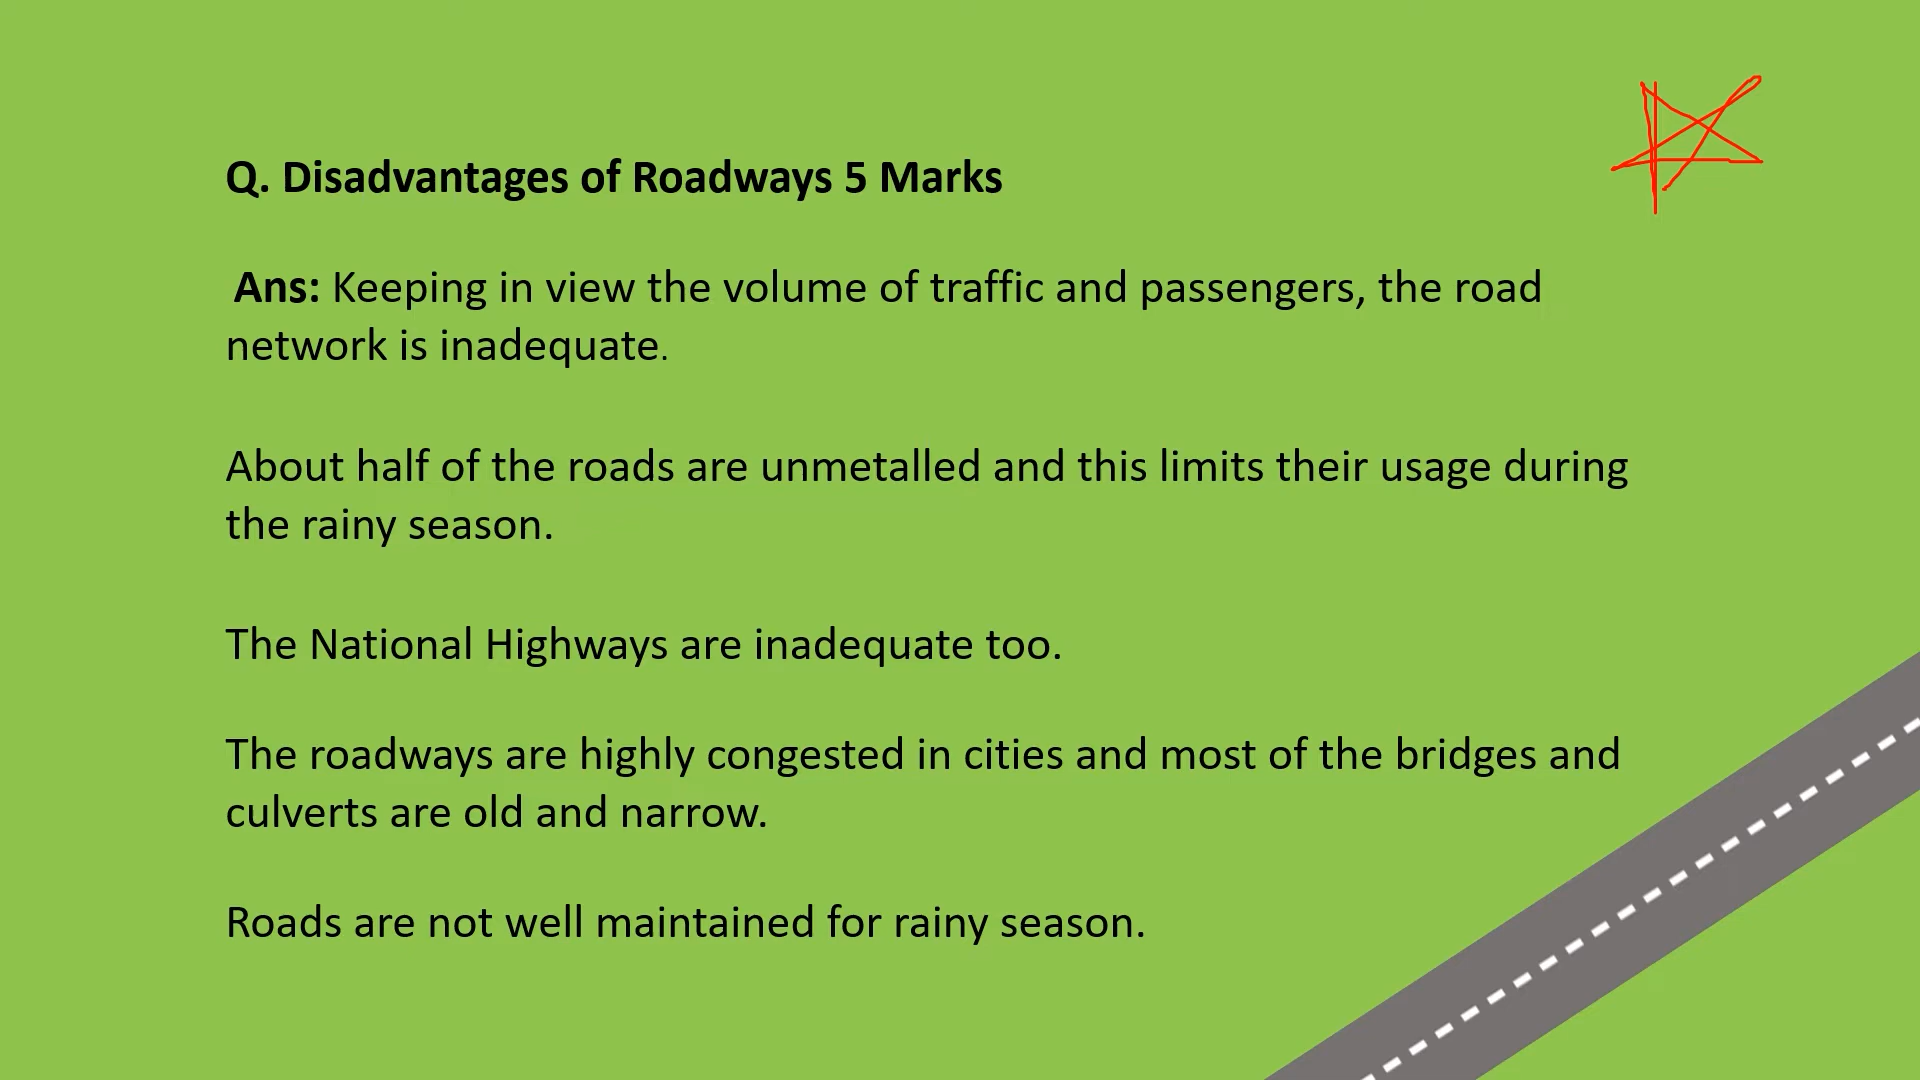 Q. Disadvantages of Roadways 5 Marks
Ans: Keeping in view the volume of traffic and passengers, the road
network is inadequate.
About half of the roads are unmetalled and this limits their usage during
the rainy season.
The National Highways are inadequate too.
The roadways are highly congested in cities and most of the bridges and
culverts are old and narrow.
Roads are not well maintained for rainy season.